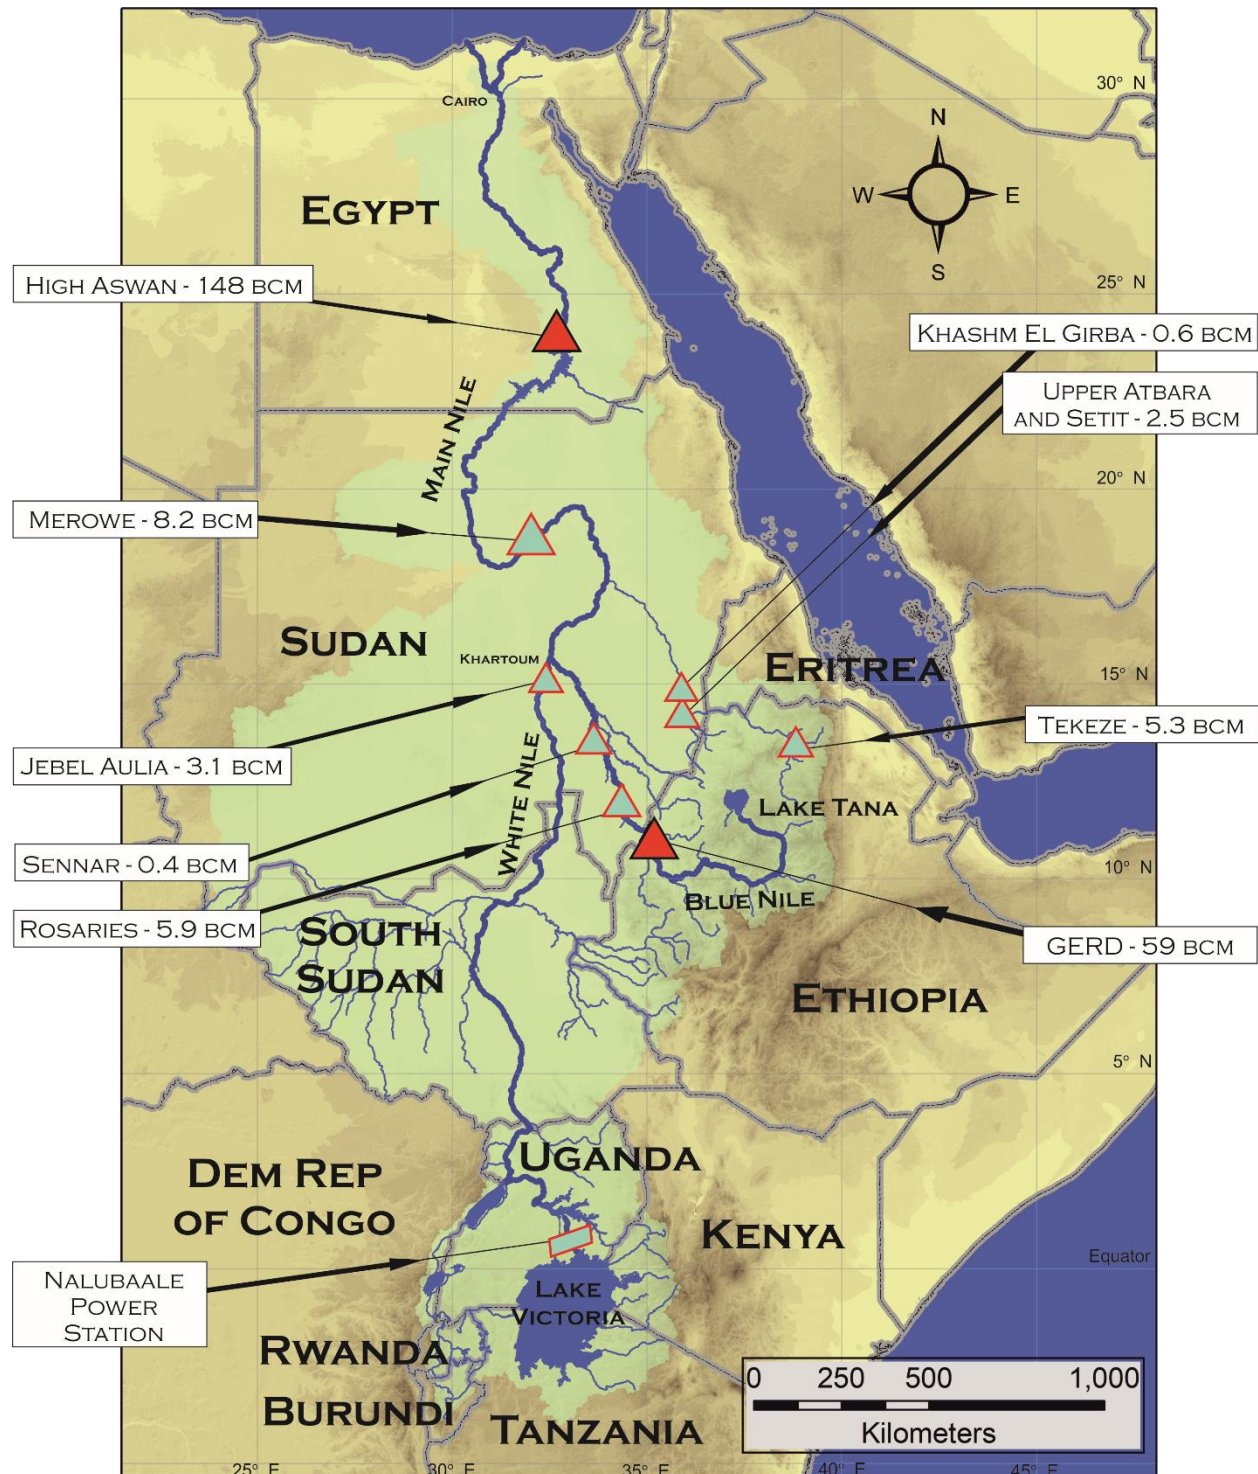 30° N
CAIRO
N
W E
S
EGYPT
HIGH ASWAN - 148 BCM
25° N
KHASHM EL GIRBA - 0.6 BCM
UPPER ATBARA
AND SETIT - 2.5 BCM
MAIN NILE
20° N
MEROWE - 8.2 BCM
SUDAN
KHARTOUM
ERITREA
15° N
TEKEZE - 5.3 BCM
JEBEL AULIA - 3.1 BCM
WHITE NILE
LAKE TANA
SENNAR - 0.4 BCM
10° N
BLUE NILE
ROSARIES - 5.9 BCM
SOUTH
SUDAN
GERD - 59 BCM
ETHIOPIA
5° N
UGANDA
DEM REP
OF CONGO
KENYA
Equator
NALUBAALE
POWER
STATION
LAKE
VICTORIA
RWANDA
BURUNDI
TANZANIA
0 250 500 1,000
Kilometers
25° E 30° E 35° E 40° E 45° E